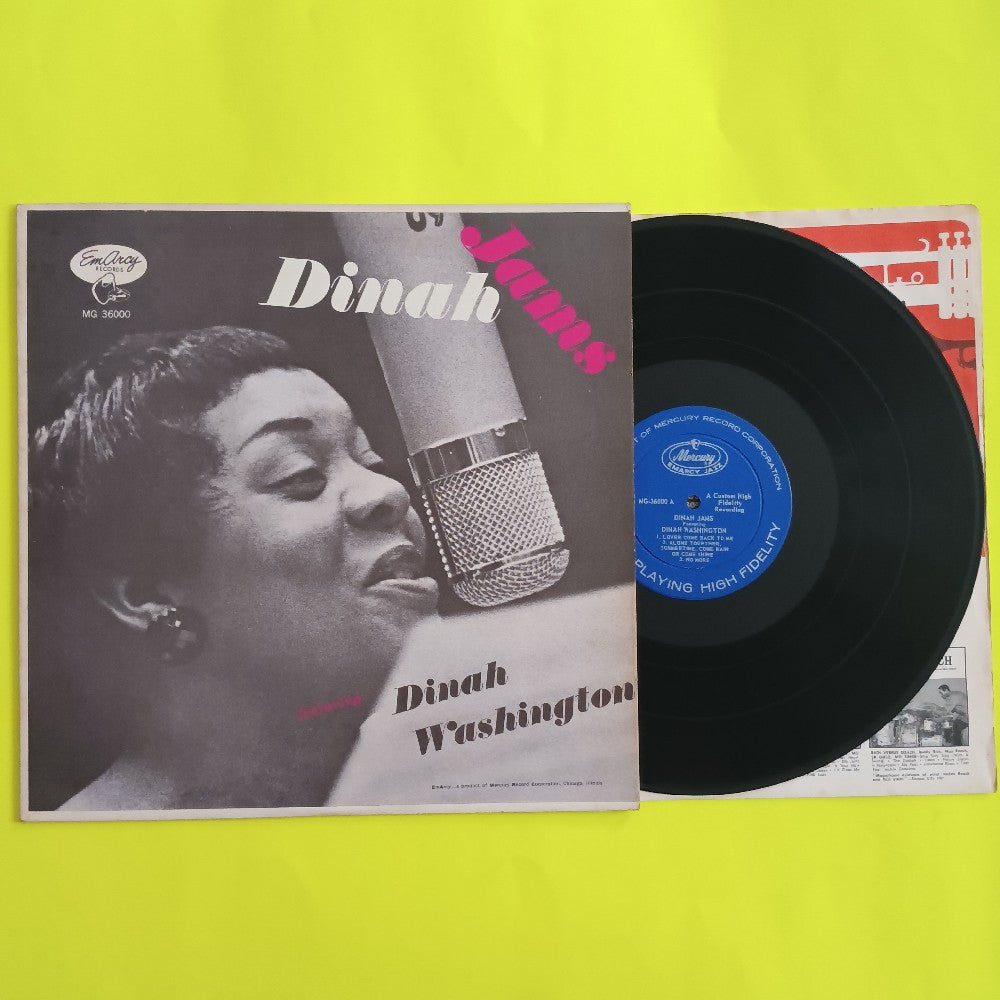 EmArcy
RECORDS
MG 36000
Dinah
Jams
featuring
Dinah
Washington
EmArcy—A product of Mercury Record Corporation, Chicago, Illinois
OF MERCURY RECORD CORPORATION
Mercury
EMARCY JAZZ
MG-36000 A
A Custom High
Fidelity
Recording
DINAH JAMS
Featuring
DINAH WASHINGTON
1. LOVER COME BACK TO ME
2. ALONE TOGETHER,
SUMMERTIME, COME RAIN
OR COME SHINE
3. NO MORE
PLAYING HIGH FIDELITY